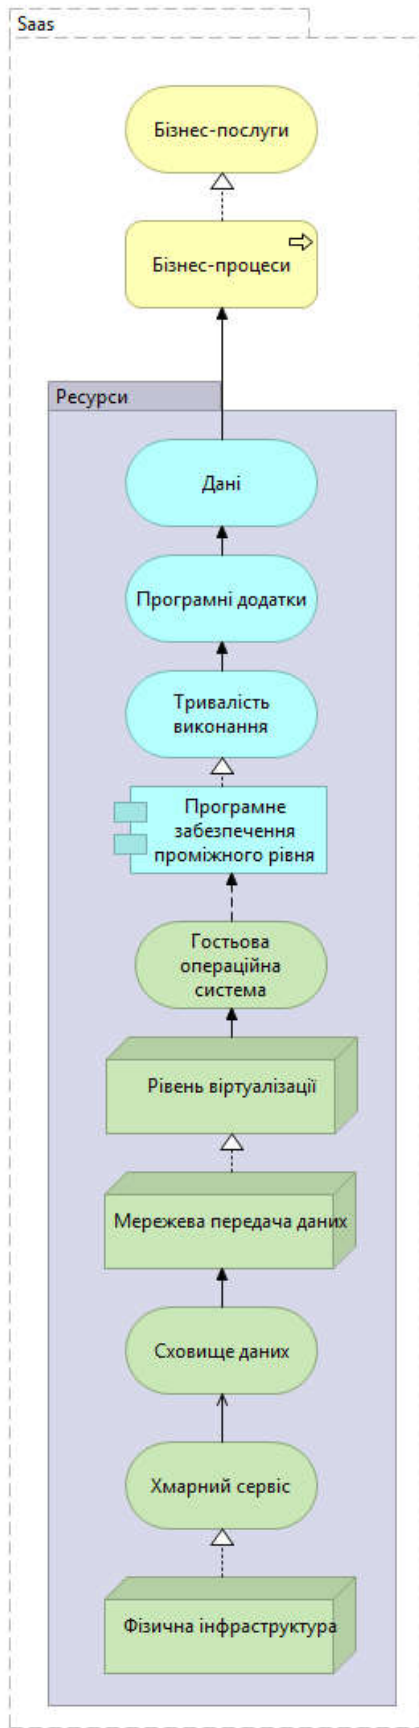 Saas
Бізнес-послуги
Бізнес-процеси
Ресурси
Дані
Програмні додатки
Тривалість
виконання
Програмне
забезпечення
проміжного рівня
Гостьова
операційна
система
Рівень віртуалізації
Мережева передача даних
Сховище даних
Хмарний сервіс
Фізична інфраструктура